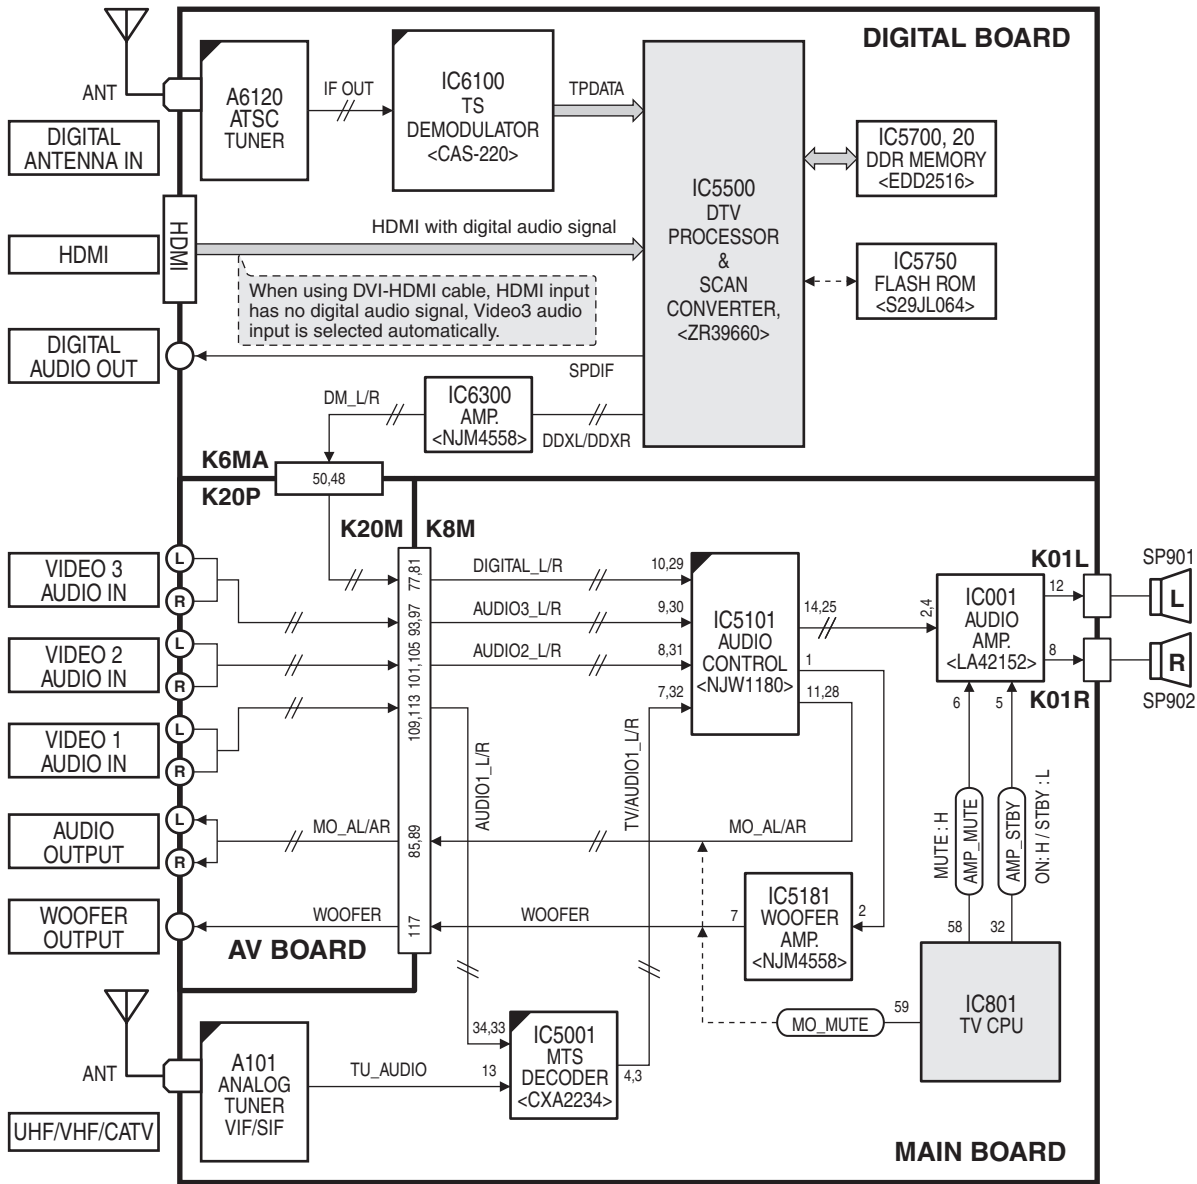 DIGITAL BOARD
ANT
DIGITAL
ANTENNA IN
A6120
ATSC
TUNER
IF OUT
IC6100
TS
DEMODULATOR
<CAS-220>
TPDATA
IC5500
DTV
PROCESSOR
&
SCAN
CONVERTER,
<ZR39660>
IC5700, 20
DDR MEMORY
<EDD2516>
IC5750
FLASH ROM
<S29JL064>
HDMI
HDMI
HDMI with digital audio signal
When using DVI-HDMI cable, HDMI input
has no digital audio signal, Video3 audio
input is selected automatically.
DIGITAL
AUDIO OUT
SPDIF
DM_L/R
IC6300
AMP.
<NJM4558>
DDXL/DDXR
K6MA
50,48
K20P
K20M
K8M
VIDEO 3
AUDIO IN
L
R
VIDEO 2
AUDIO IN
L
R
VIDEO 1
AUDIO IN
L
R
AUDIO
OUTPUT
L
R
WOOFER
OUTPUT
77,81
93,97
101,105
109,113
85,89
117
DIGITAL_L/R
10,29
AUDIO3_L/R
9,30
AUDIO2_L/R
8,31
7,32
IC5101
AUDIO
CONTROL
<NJW1180>
14,25
1
11,28
2,4
IC001
AUDIO
AMP.
<LA42152>
12
8
6
5
K01L
K01R
SP901
L
R
SP902
AUDIO1_L/R
TV/AUDIO1_L/R
MO_AL/AR
MO_AL/AR
WOOFER
WOOFER
7
IC5181
WOOFER
AMP.
<NJM4558>
2
MUTE : H
AMP_MUTE
AMP_STBY
ON: H / STBY : L
58
32
IC801
TV CPU
59
MO_MUTE
AV BOARD
ANT
UHF/VHF/CATV
A101
ANALOG
TUNER
VIF/SIF
TU_AUDIO
34,33
13
IC5001
MTS
DECODER
<CXA2234>
4,3
MAIN BOARD